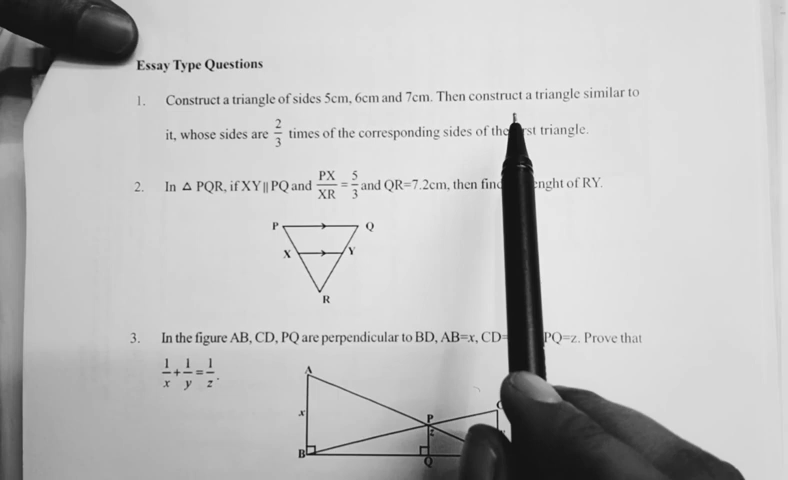 Essay Type Questions
1. Construct a triangle of sides 5cm, 6cm and 7cm. Then construct a triangle similar to
it, whose sides are 2/3 times of the corresponding sides of the triangle.
2. In △ PQR, if XY || PQ and PX/XR = 5/3 and QR=7.2cm, then of RY.
P Q
X Y
R
3. In the figure AB, CD, PQ are perpendicular to BD, AB=x, CD= PQ=z. Prove that
1/x + 1/y = 1/z.
A
P
x z
B Q